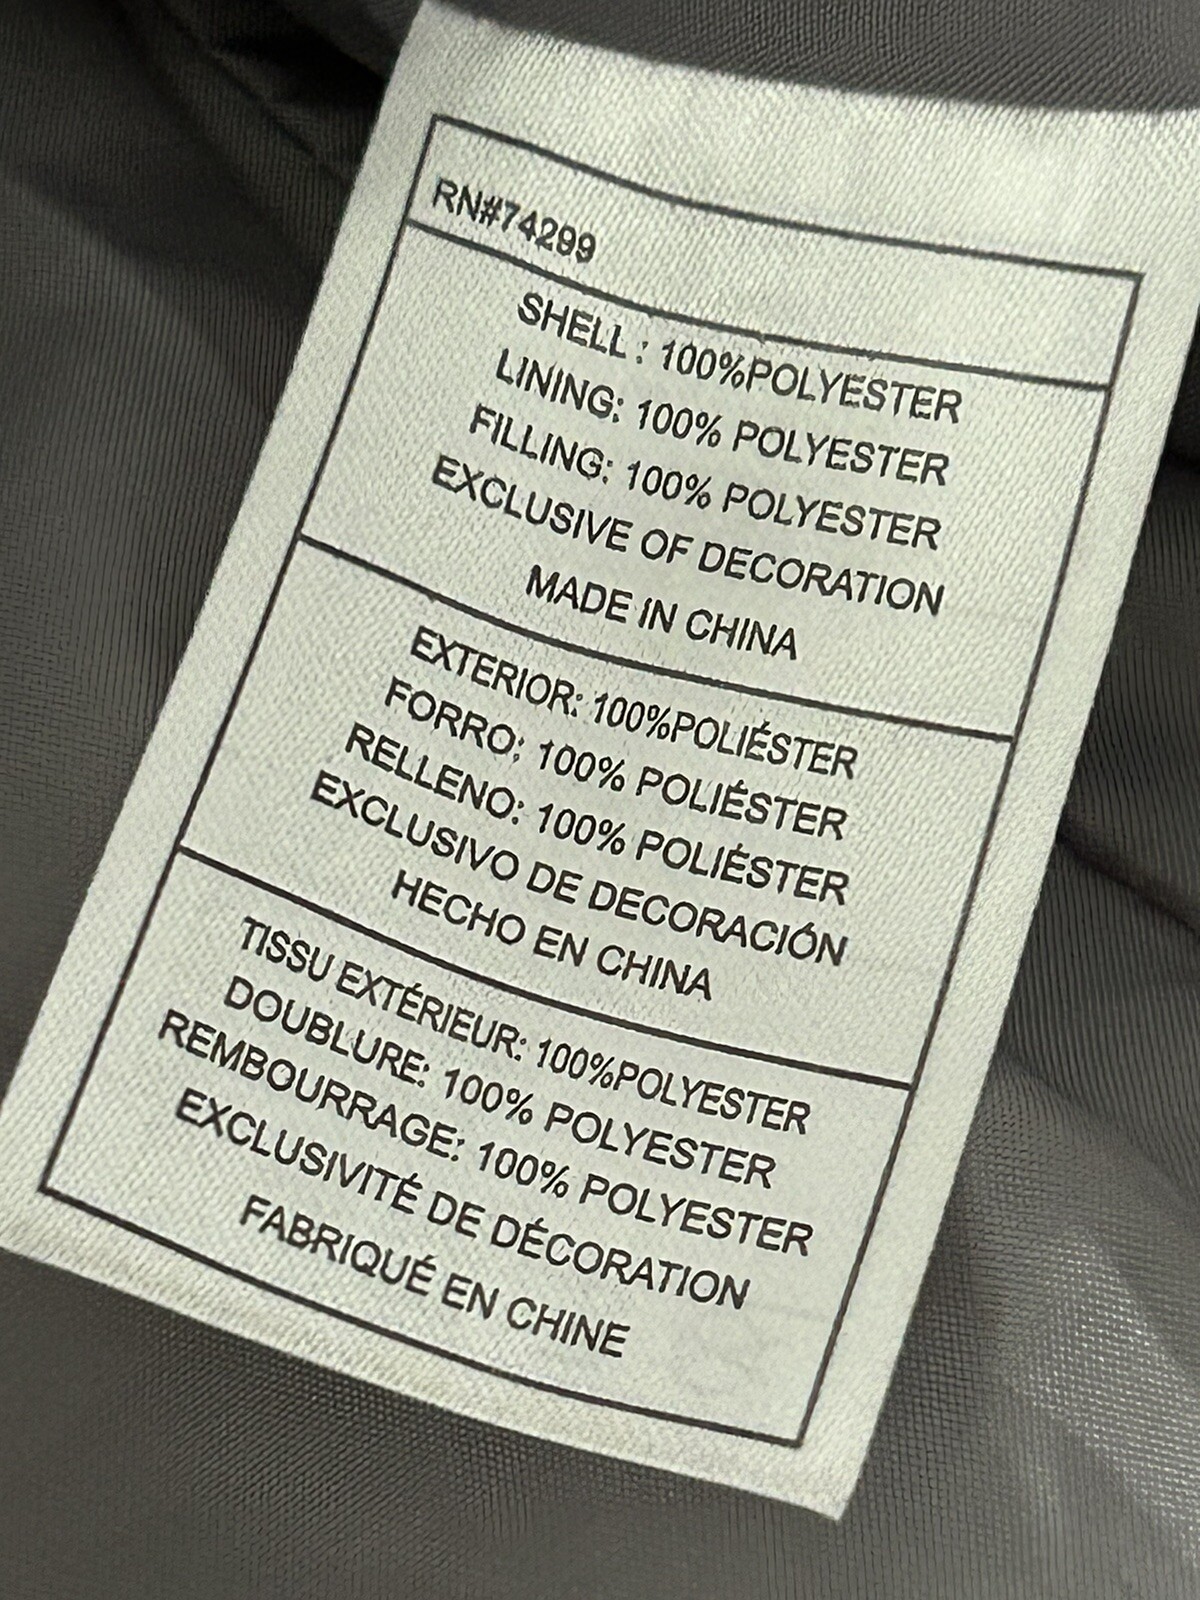 RN#74299
SHELL : 100%POLYESTER
LINING: 100% POLYESTER
FILLING: 100% POLYESTER
EXCLUSIVE OF DECORATION
MADE IN CHINA
EXTERIOR: 100%POLIÉSTER
FORRO: 100% POLIÉSTER
RELLENO: 100% POLIÉSTER
EXCLUSIVO DE DECORACIÓN
HECHO EN CHINA
TISSU EXTÉRIEUR: 100%POLYESTER
DOUBLURE: 100% POLYESTER
REMBOURRAGE: 100% POLYESTER
EXCLUSIVITÉ DE DÉCORATION
FABRIQUÉ EN CHINE